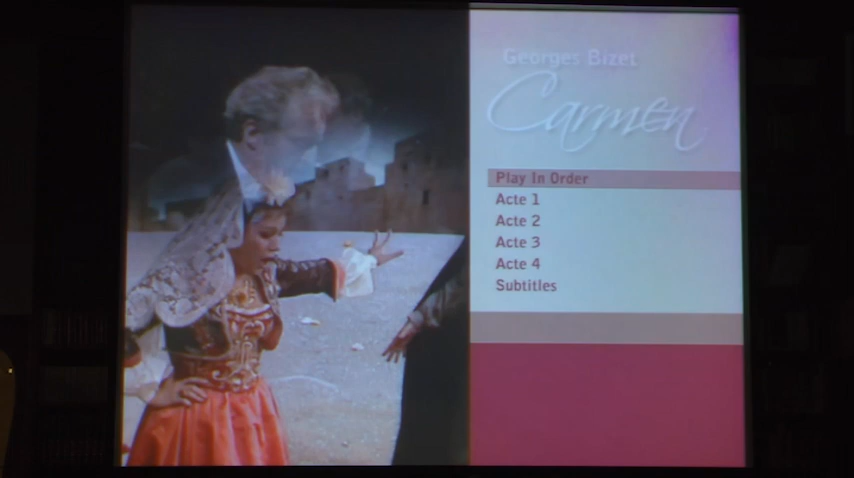 Georges Bizet
Carmen
Play In Order
Acte 1
Acte 2
Acte 3
Acte 4
Subtitles